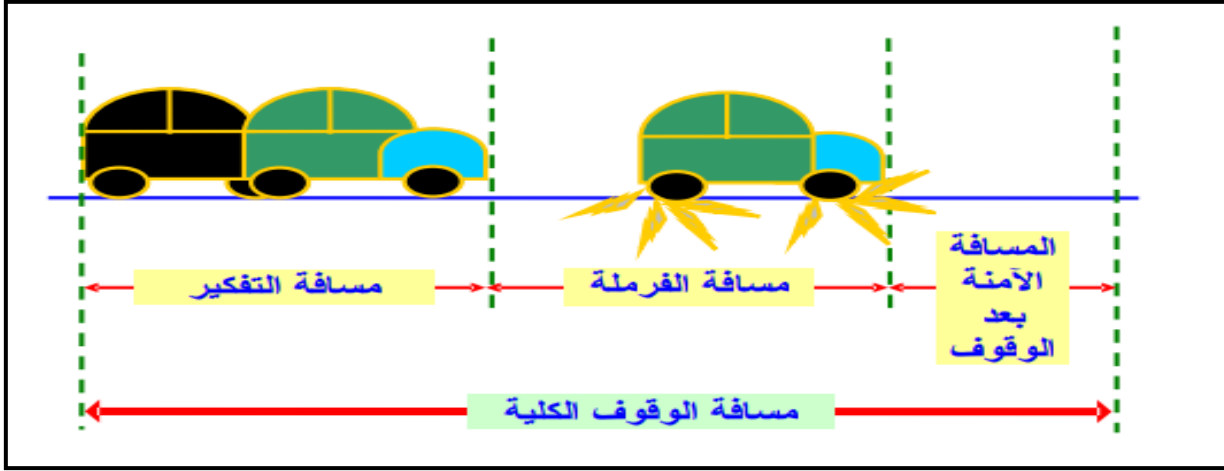 المسافة
الآمنة
بعد
الوقوف
مسافة الفرملة
مسافة التفكير
مسافة الوقوف الكلية